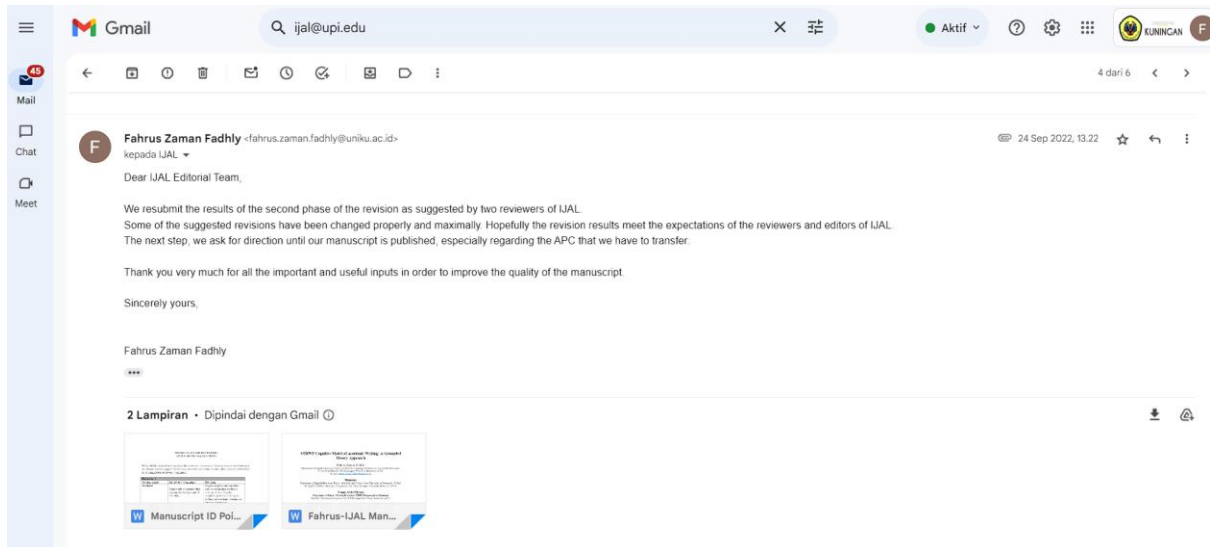 Gmail
ijal@upi.edu
Aktif
KUNINGAN
F
45
Mail
Chat
Meet
4 dari 6
F
Fahrus Zaman Fadhly <fahrus.zaman.fadhly@uniku.ac.id>
24 Sep 2022, 13.22
kepada IJAL
Dear IJAL Editorial Team,
We resubmit the results of the second phase of the revision as suggested by two reviewers of IJAL.
Some of the suggested revisions have been changed properly and maximally. Hopefully the revision results meet the expectations of the reviewers and editors of IJAL.
The next step, we ask for direction until our manuscript is published, especially regarding the APC that we have to transfer.
Thank you very much for all the important and useful inputs in order to improve the quality of the manuscript.
Sincerely yours,
Fahrus Zaman Fadhly
2 Lampiran • Dipindai dengan Gmail
W Manuscript ID Poi...
W Fahrus-IJAL Man...